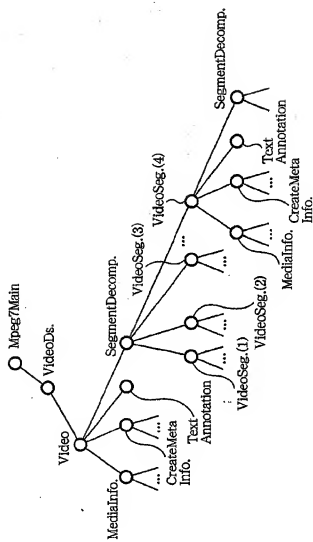 Mpeg7Main
VideoDs.
Video
SegmentDecomp.
MediaInfo.
...
CreateMeta
Info.
...
Text
Annotation
VideoSeg.(1)
...
VideoSeg.(2)
...
VideoSeg.(3)
...
...
VideoSeg.(4)
MediaInfo.
...
CreateMeta
Info.
...
Text
Annotation
SegmentDecomp.